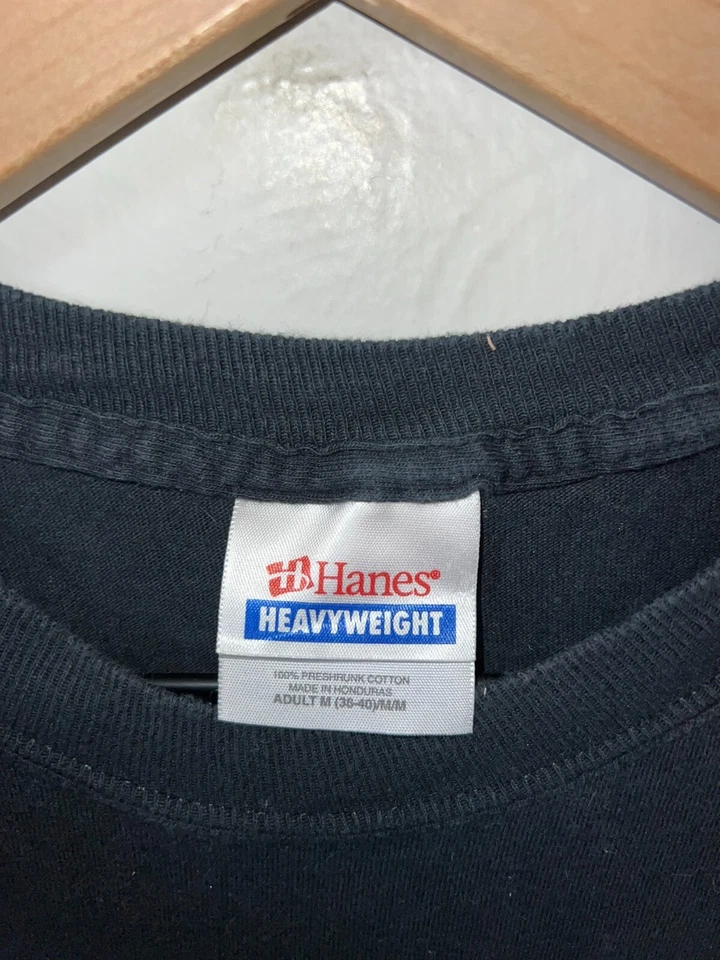 Hanes®
HEAVYWEIGHT
100% PRESHRUNK COTTON
MADE IN HONDURAS
ADULT M (38-40)/M/M